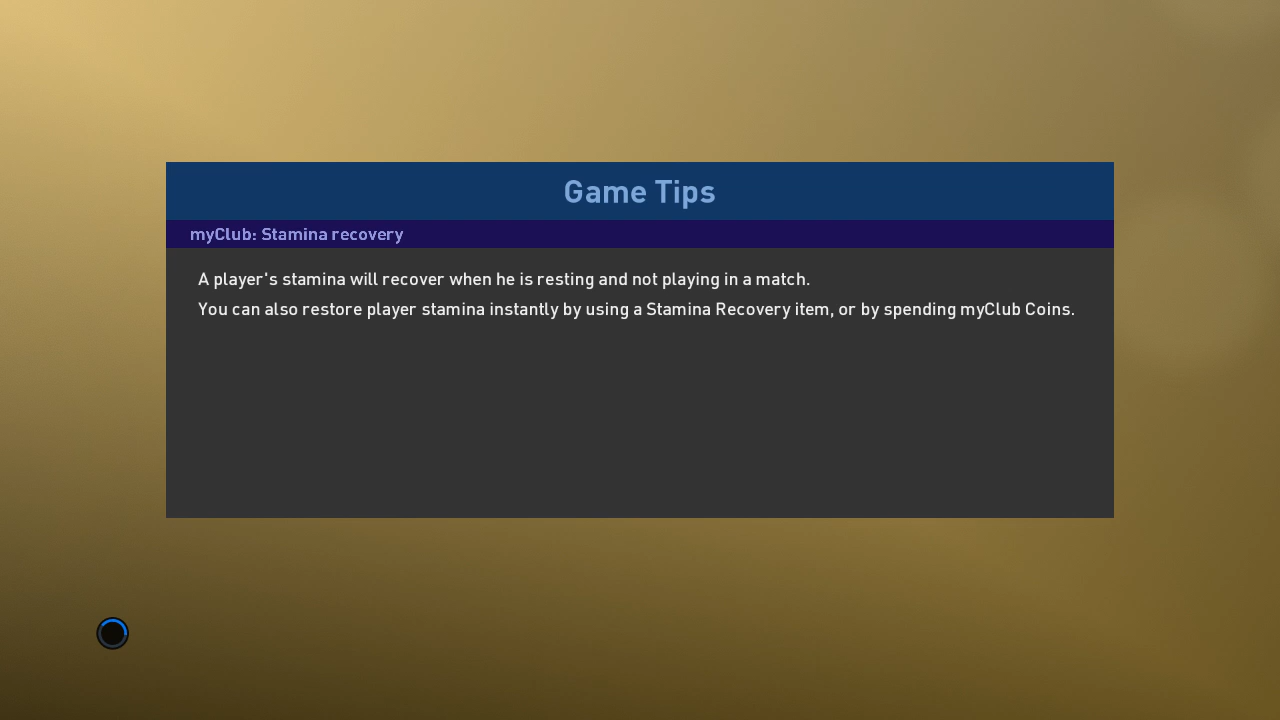 Game Tips
myClub: Stamina recovery
A player's stamina will recover when he is resting and not playing in a match.
You can also restore player stamina instantly by using a Stamina Recovery item, or by spending myClub Coins.